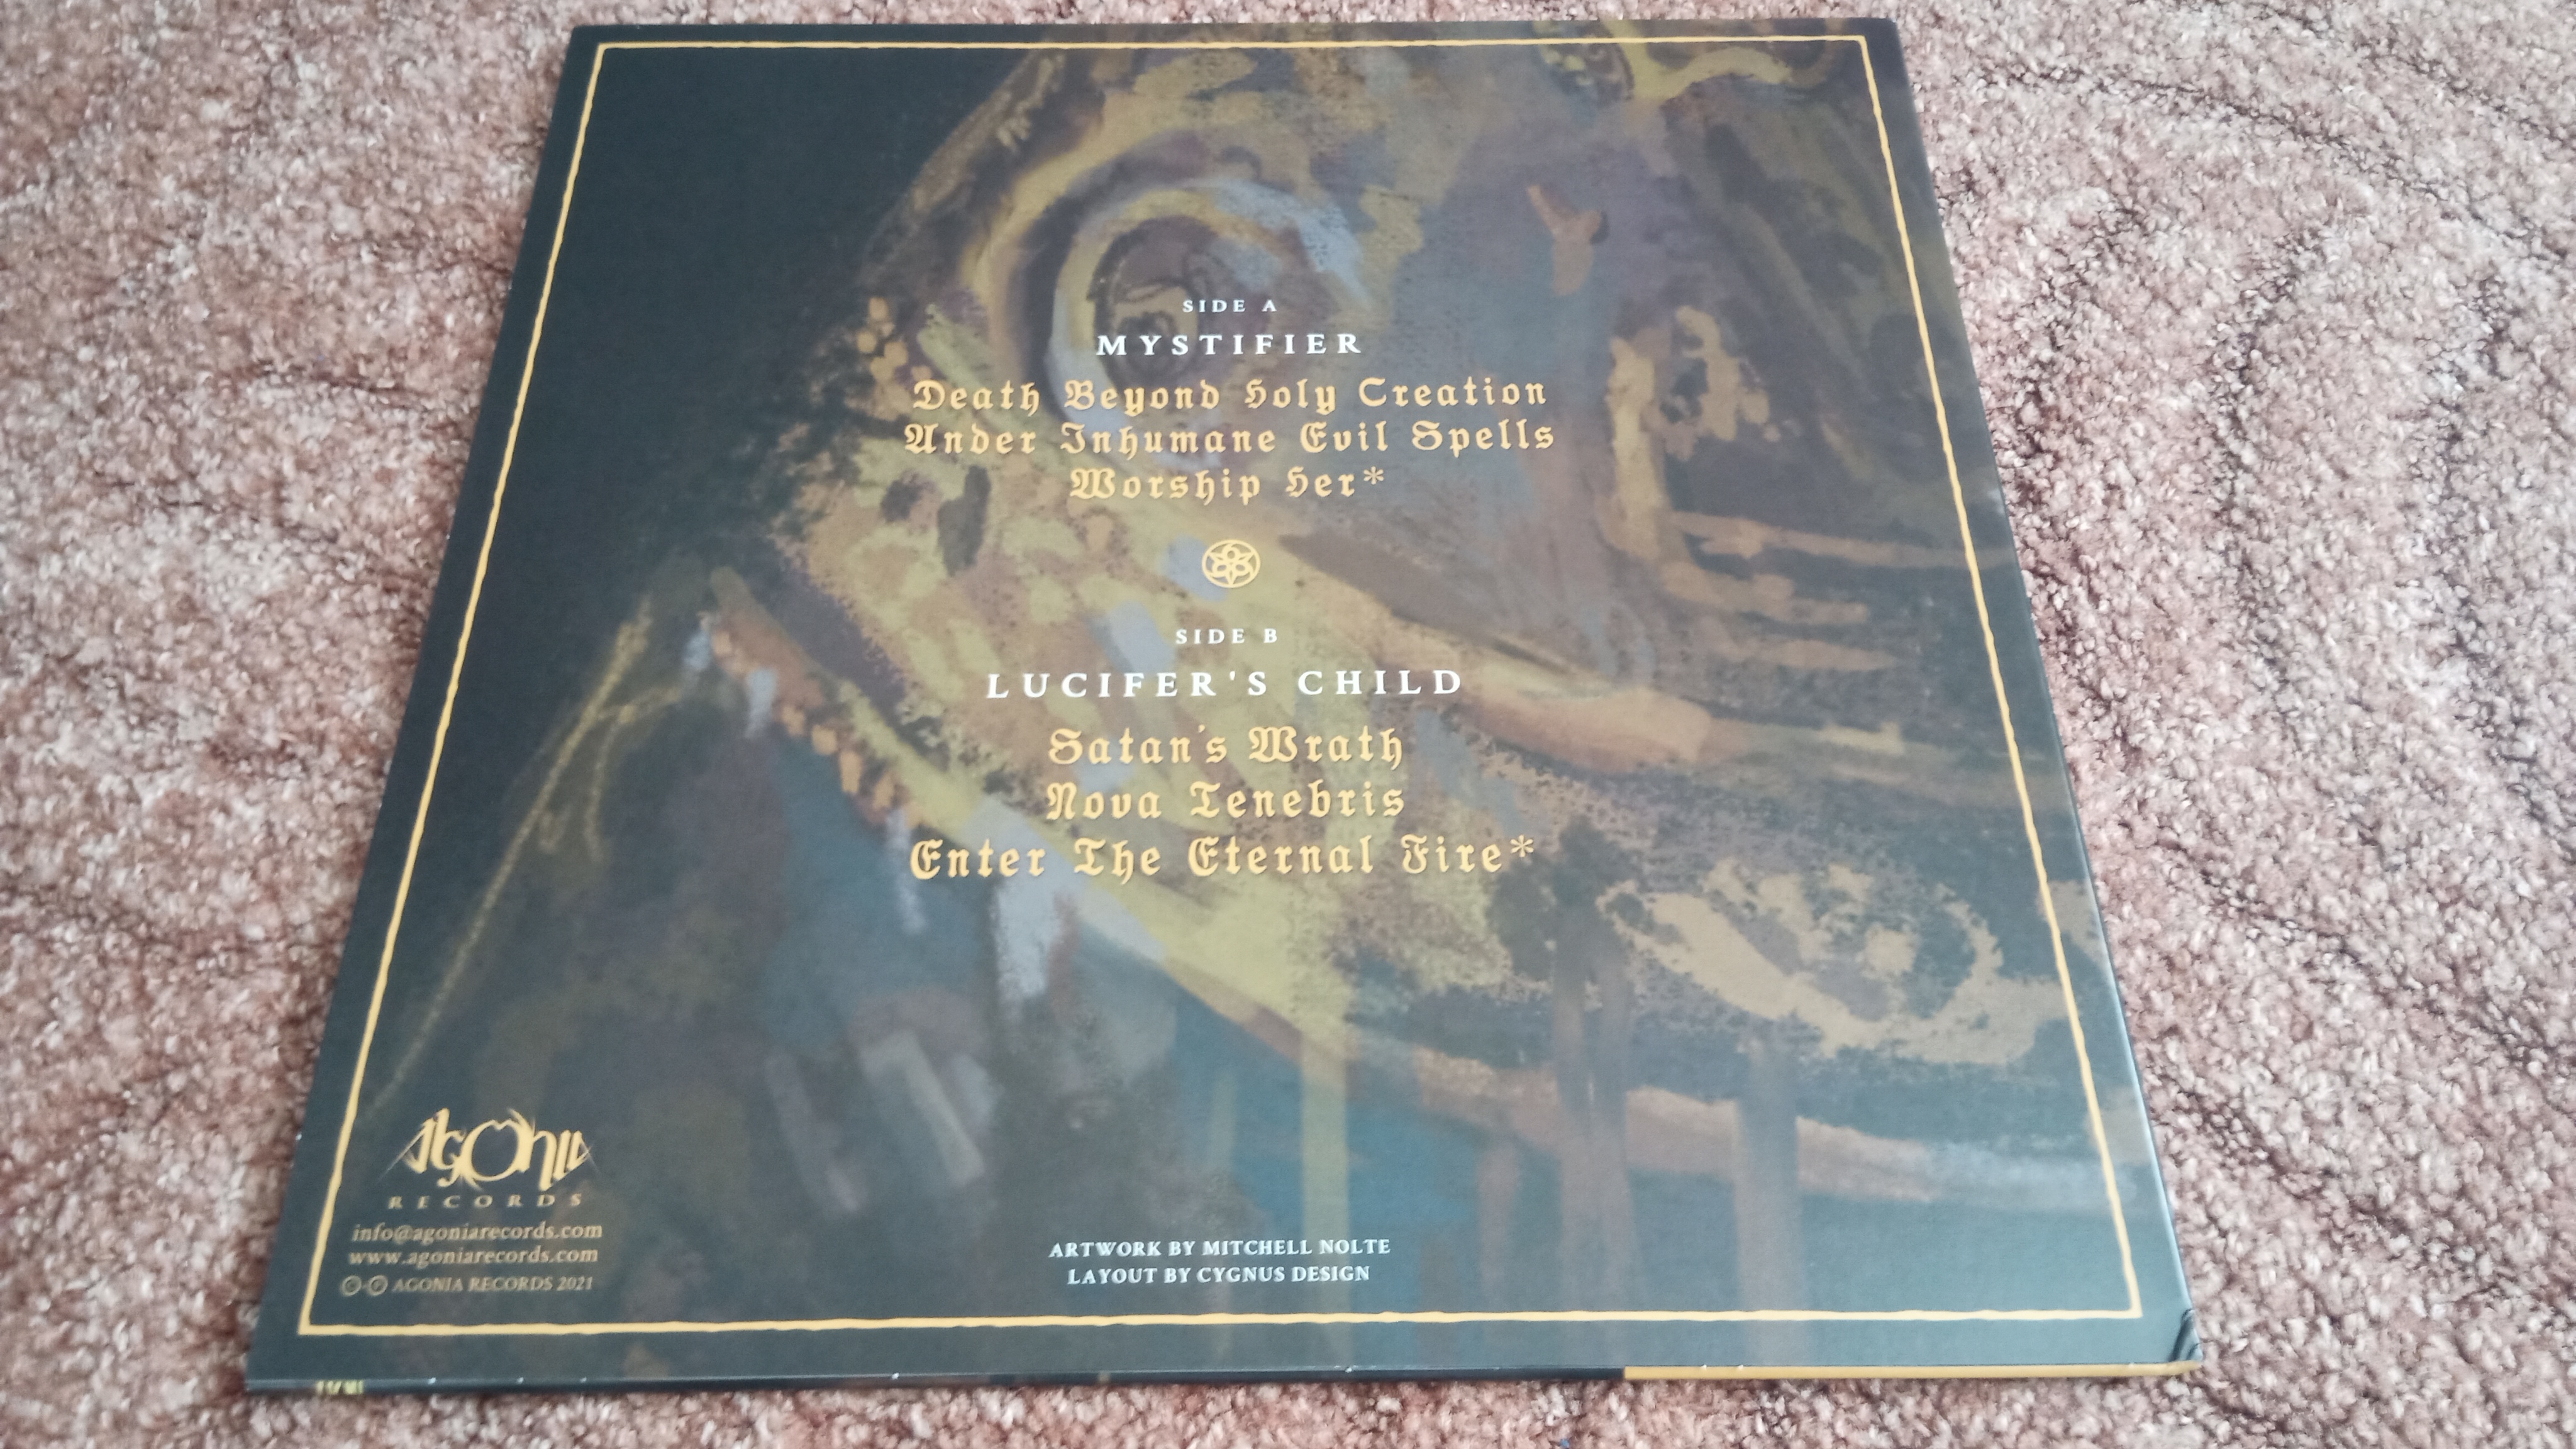 SIDE A
MYSTIFIER
Death Beyond Holy Creation
Under Inhumane Evil Spells
Worship Her*
SIDE B
LUCIFER'S CHILD
Satan's Wrath
Nova Tenebris
Enter The Eternal Fire*
Agonia
RECORDS
info@agoniarecords.com
www.agoniarecords.com
©℗ AGONIA RECORDS 2021
ARTWORK BY MITCHELL NOLTE
LAYOUT BY CYGNUS DESIGN